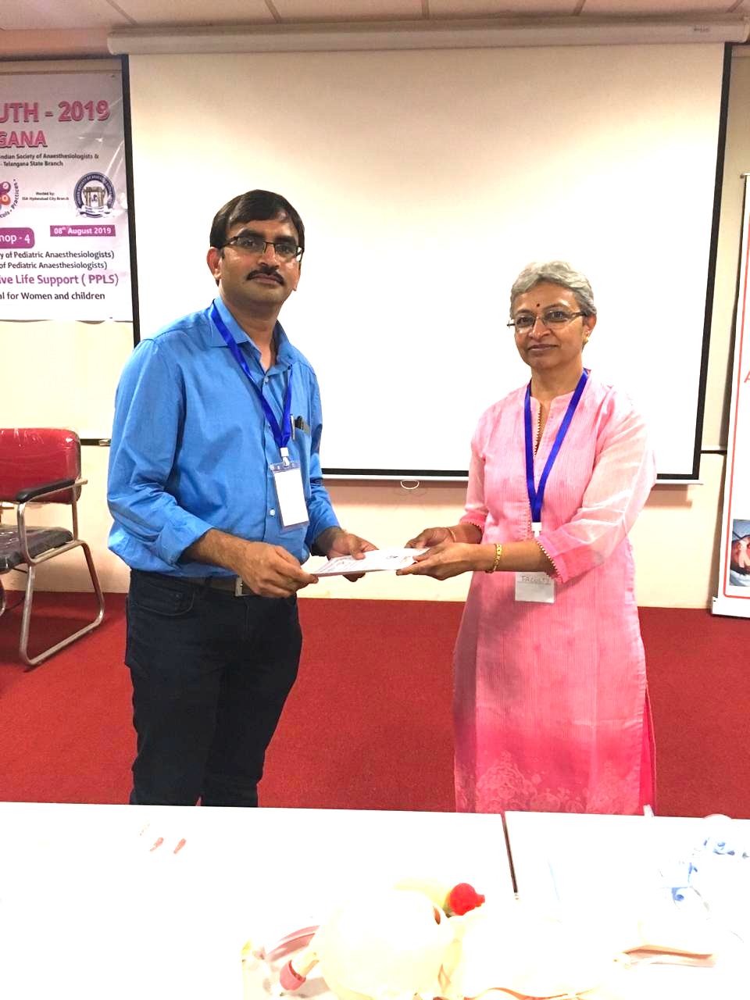 UTH - 2019
GANA
Indian Society of Anaesthesiologists &
- Telangana State Branch
Hosted by:
ISA Hyderabad City Branch
Practices
hop - 4
08th August 2019
y of Pediatric Anaesthesiologists)
of Pediatric Anaesthesiologists)
ive Life Support ( PPLS)
al for Women and children
FACULTY
A